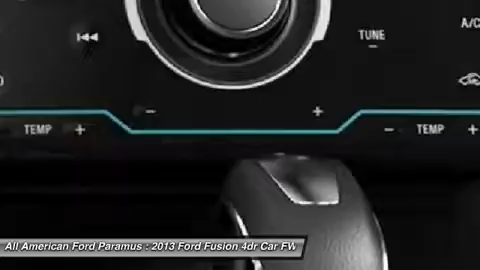 A/C
TUNE
−
− +
TEMP + − TEMP +
All American Ford Paramus : 2013 Ford Fusion 4dr Car FW